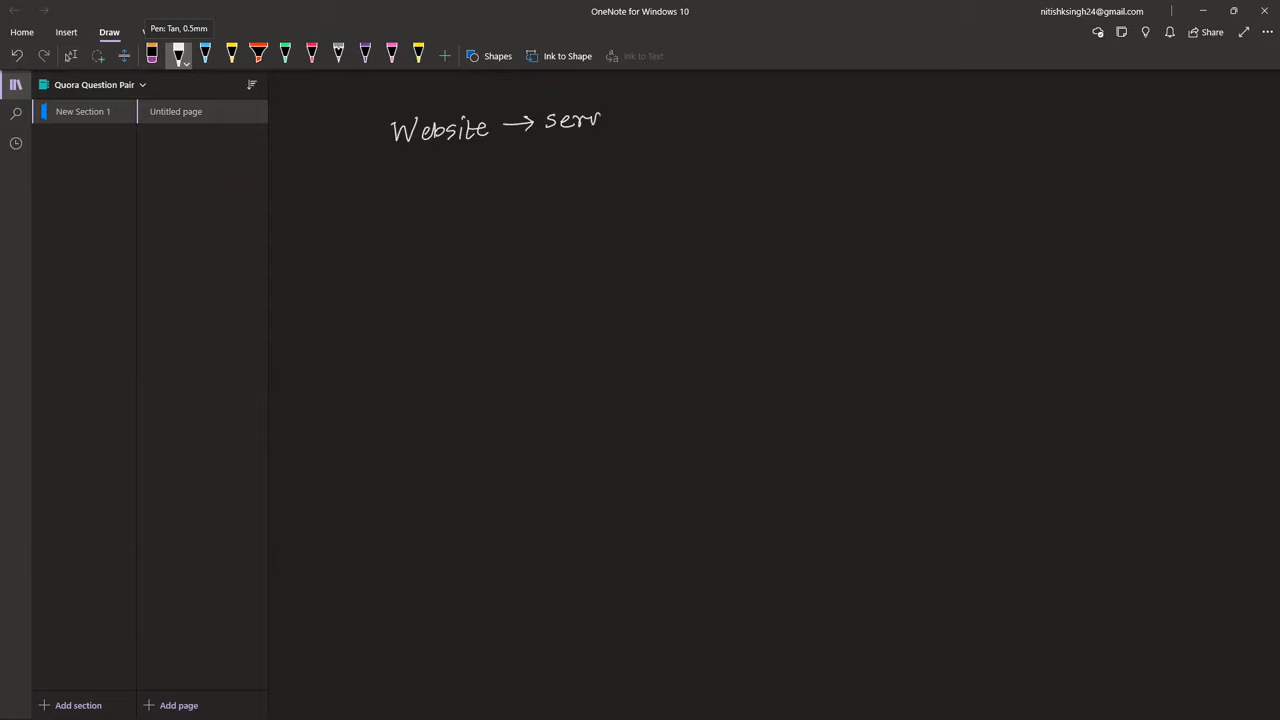 OneNote for Windows 10
nitishksingh24@gmail.com
Pen: Tan, 0.5mm
Home
Insert
Draw
Shapes
Ink to Shape
Ink to Text
Share
Quora Question Pair
New Section 1
Untitled page
Website → serv
Add section
Add page